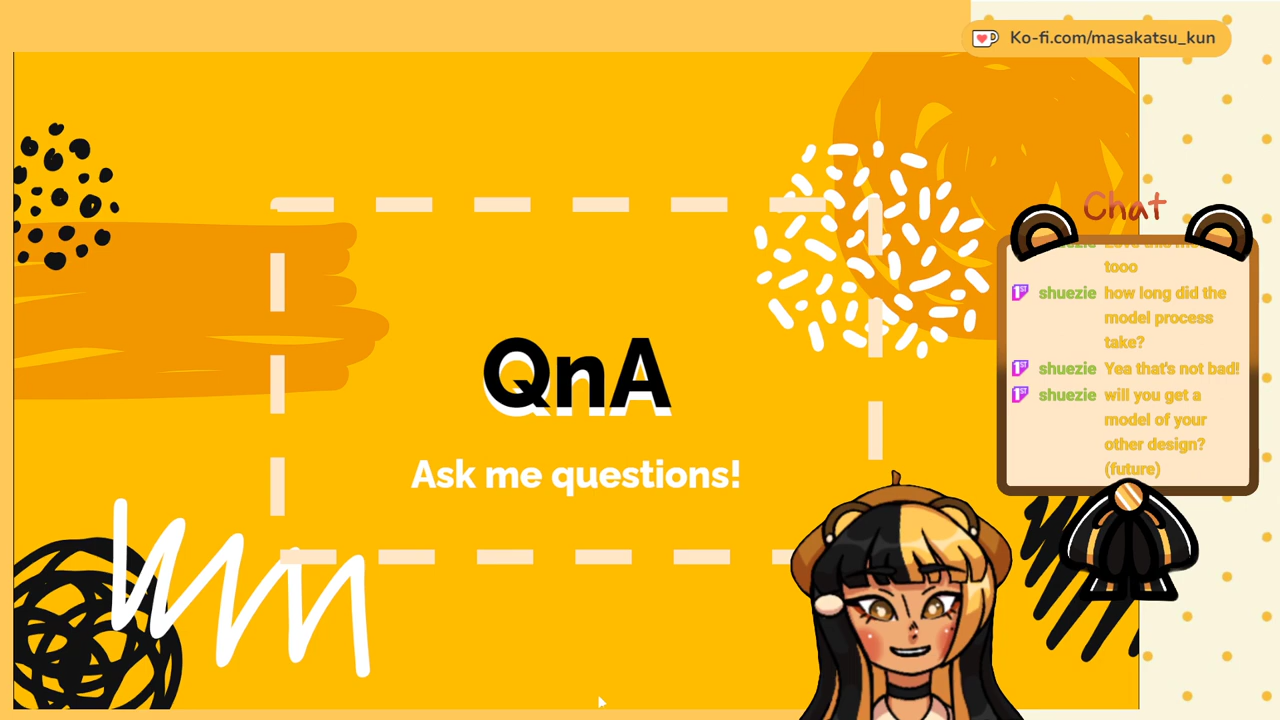 Ko-fi.com/masakatsu_kun
QnA
Ask me questions!
Chat
tooo
shuezie how long did the
model process
take?
shuezie Yea that's not bad!
shuezie will you get a
model of your
other design?
(future)